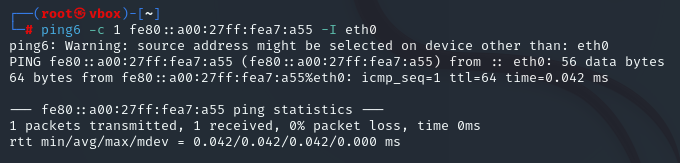 ┌──(root㉿vbox)-[~]
└─# ping6 -c 1 fe80::a00:27ff:fea7:a55 -I eth0
ping6: Warning: source address might be selected on device other than: eth0
PING fe80::a00:27ff:fea7:a55 (fe80::a00:27ff:fea7:a55) from :: eth0: 56 data bytes
64 bytes from fe80::a00:27ff:fea7:a55%eth0: icmp_seq=1 ttl=64 time=0.042 ms

--- fe80::a00:27ff:fea7:a55 ping statistics ---
1 packets transmitted, 1 received, 0% packet loss, time 0ms
rtt min/avg/max/mdev = 0.042/0.042/0.042/0.000 ms